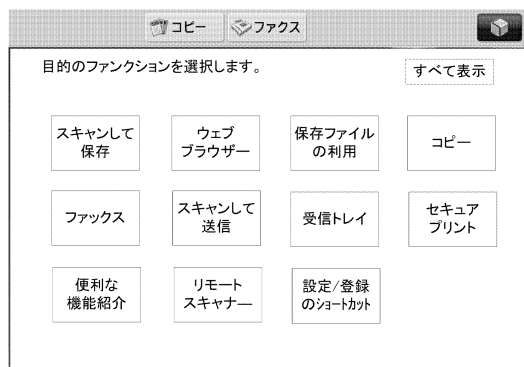 コピー ファクス
目的のファンクションを選択します。
すべて表示
スキャンして
保存
ウェブ
ブラウザー
保存ファイル
の利用
コピー
ファックス
スキャンして
送信
受信トレイ
セキュア
プリント
便利な
機能紹介
リモート
スキャナー
設定/登録
のショートカット